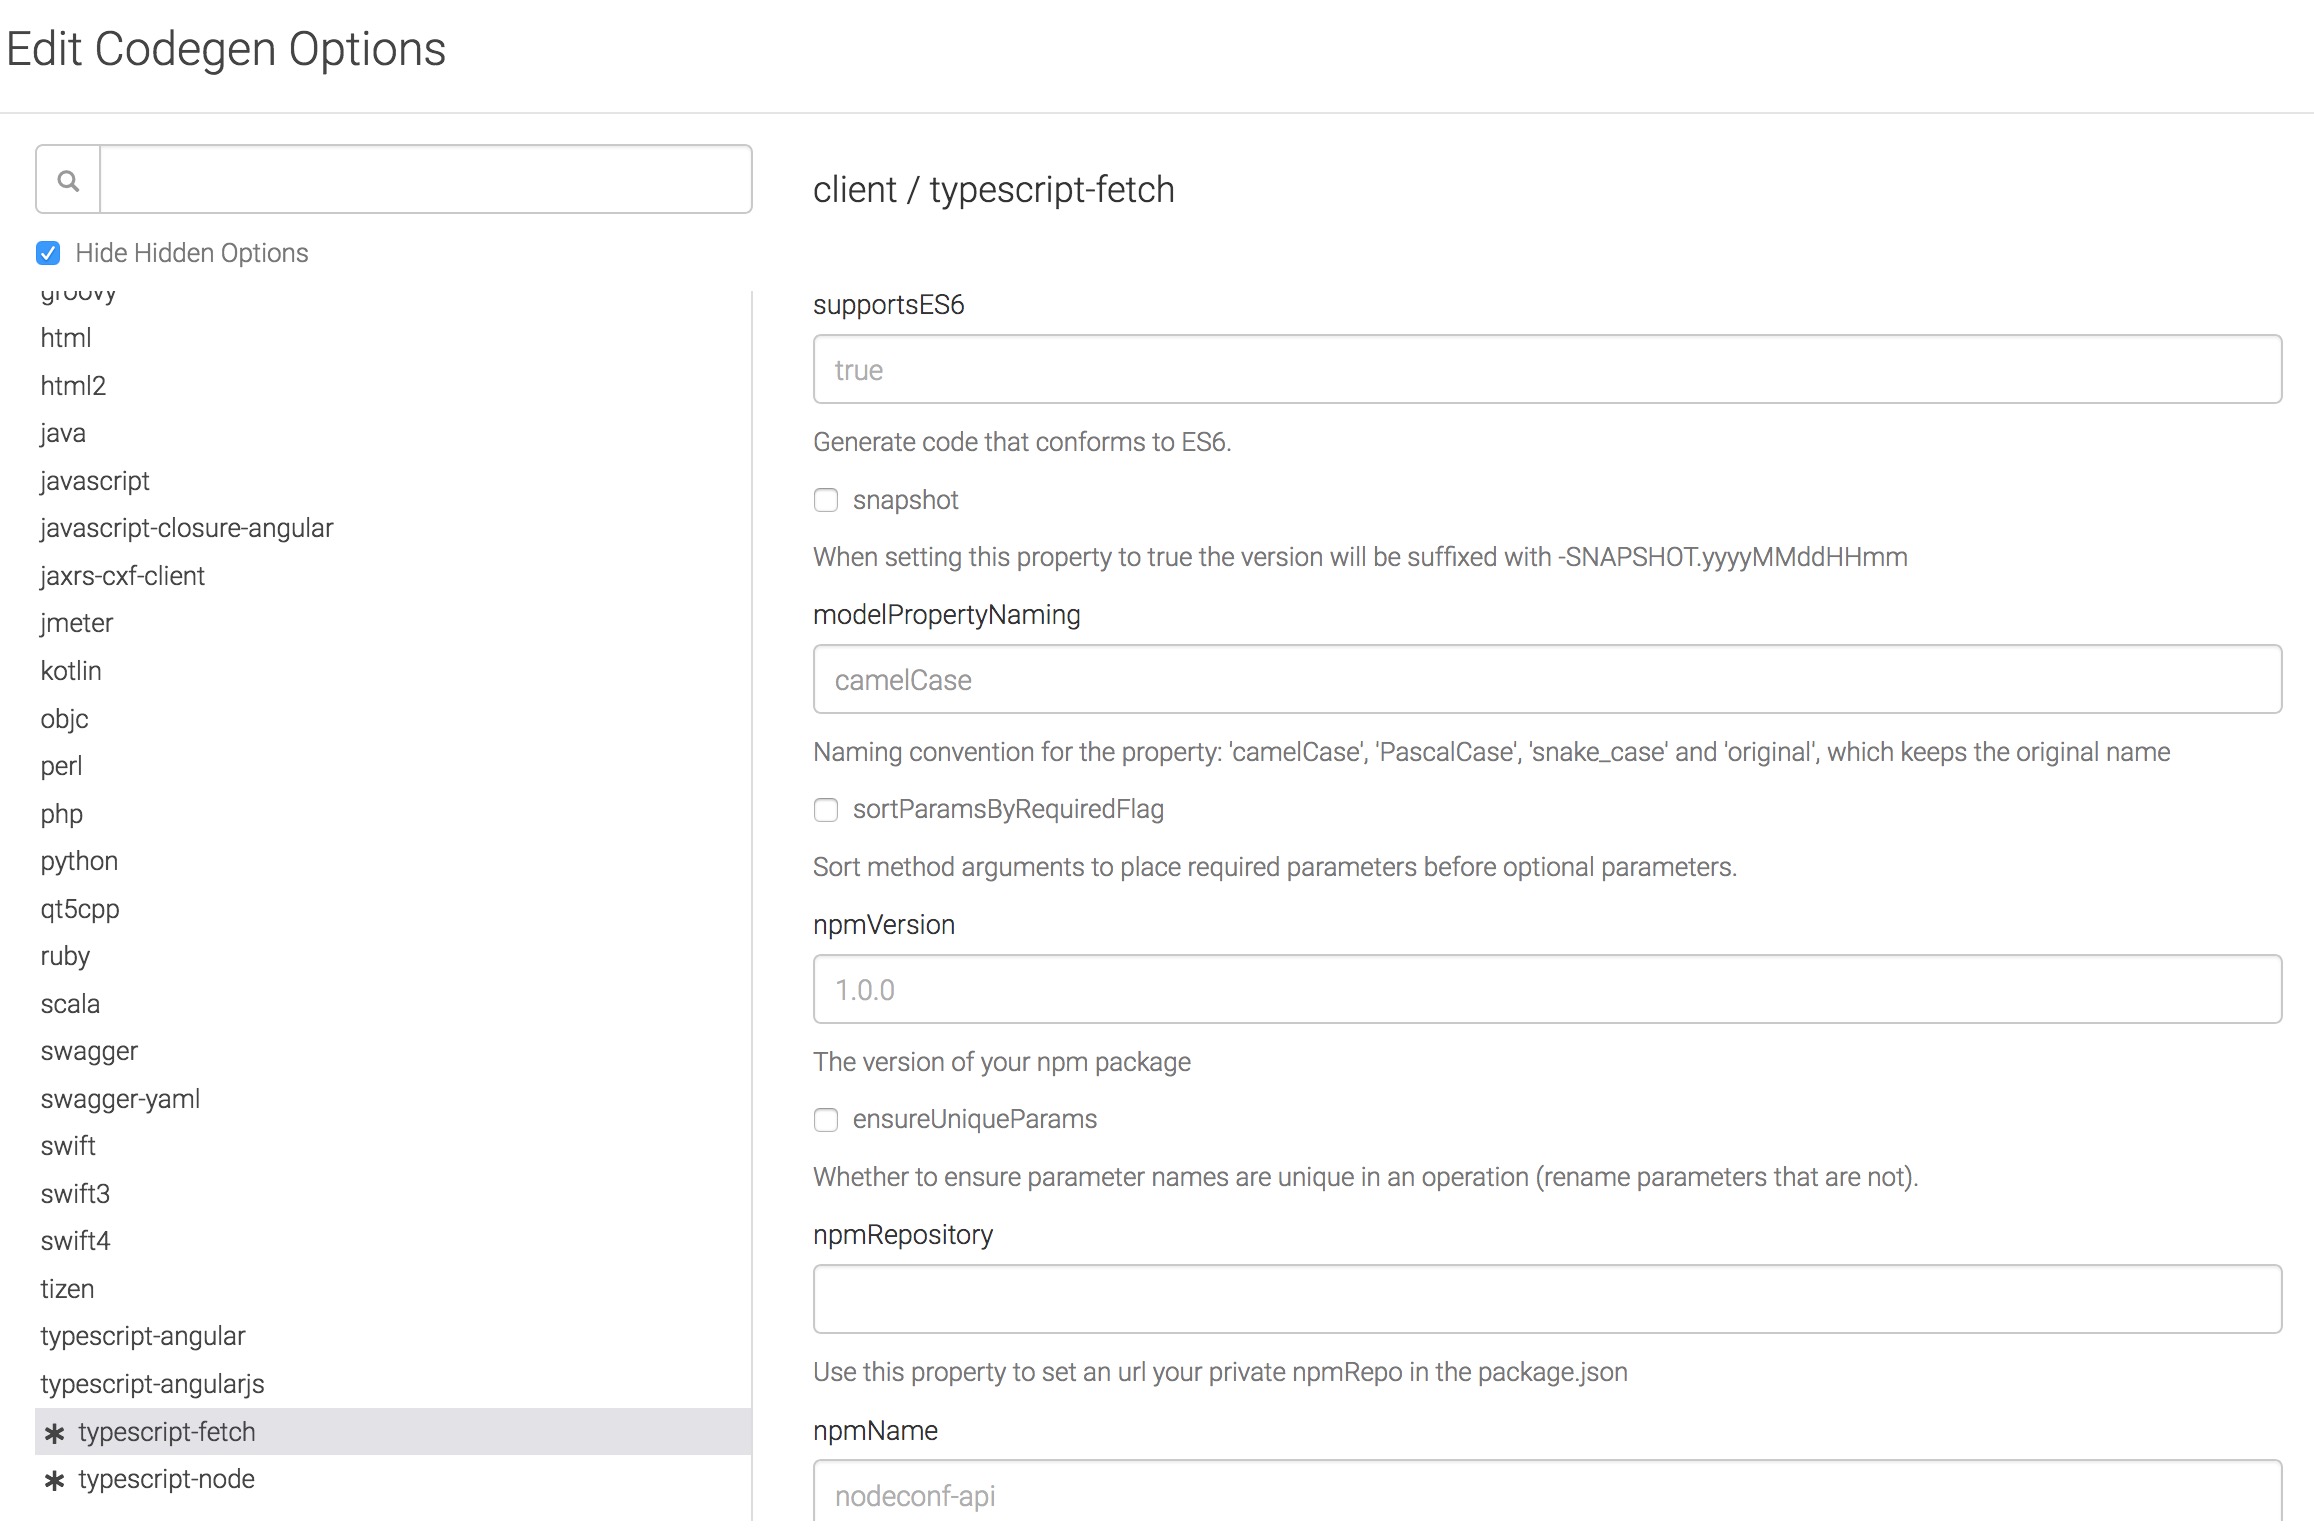 Edit Codegen Options
Hide Hidden Options
groovy
html
html2
java
javascript
javascript-closure-angular
jaxrs-cxf-client
jmeter
kotlin
objc
perl
php
python
qt5cpp
ruby
scala
swagger
swagger-yaml
swift
swift3
swift4
tizen
typescript-angular
typescript-angularjs
* typescript-fetch
* typescript-node
client / typescript-fetch
supportsES6
true
Generate code that conforms to ES6.
snapshot
When setting this property to true the version will be suffixed with -SNAPSHOT.yyyyMMddHHmm
modelPropertyNaming
camelCase
Naming convention for the property: 'camelCase', 'PascalCase', 'snake_case' and 'original', which keeps the original name
sortParamsByRequiredFlag
Sort method arguments to place required parameters before optional parameters.
npmVersion
1.0.0
The version of your npm package
ensureUniqueParams
Whether to ensure parameter names are unique in an operation (rename parameters that are not).
npmRepository
Use this property to set an url your private npmRepo in the package.json
npmName
nodeconf-api